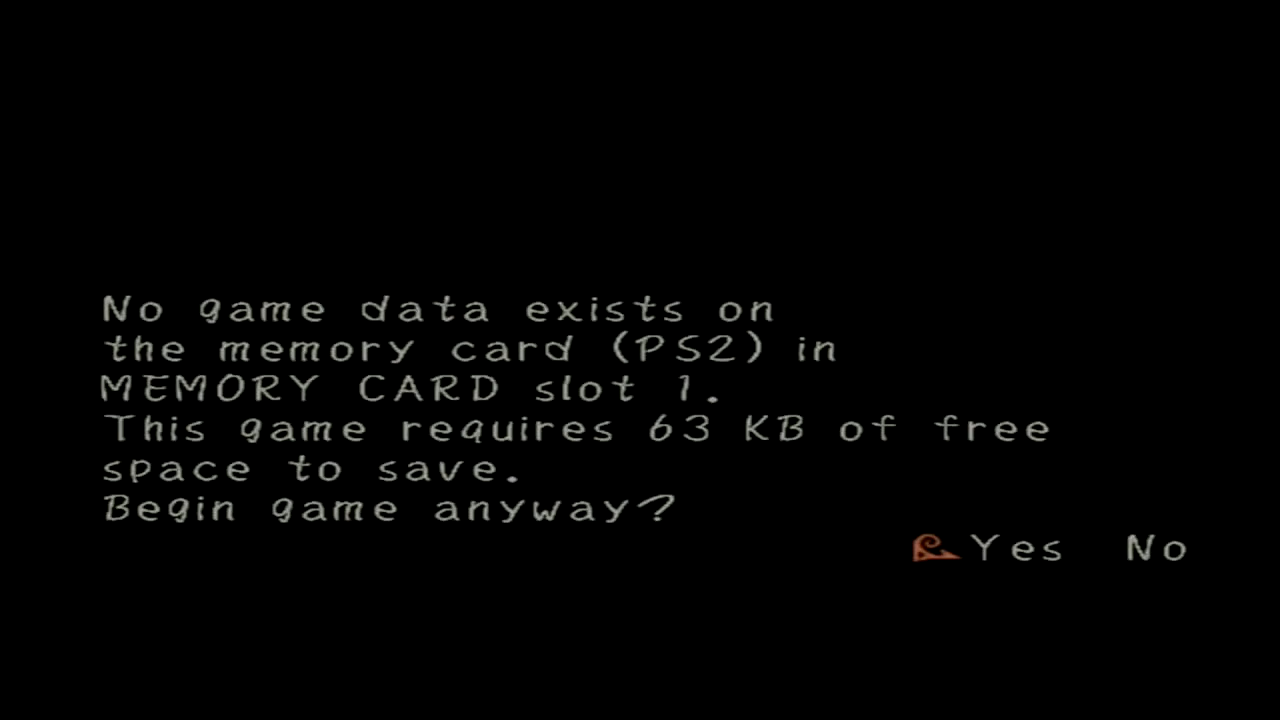 No game data exists on
the memory card (PS2) in
MEMORY CARD slot 1.
This game requires 63 KB of free
space to save.
Begin game anyway?
Yes No